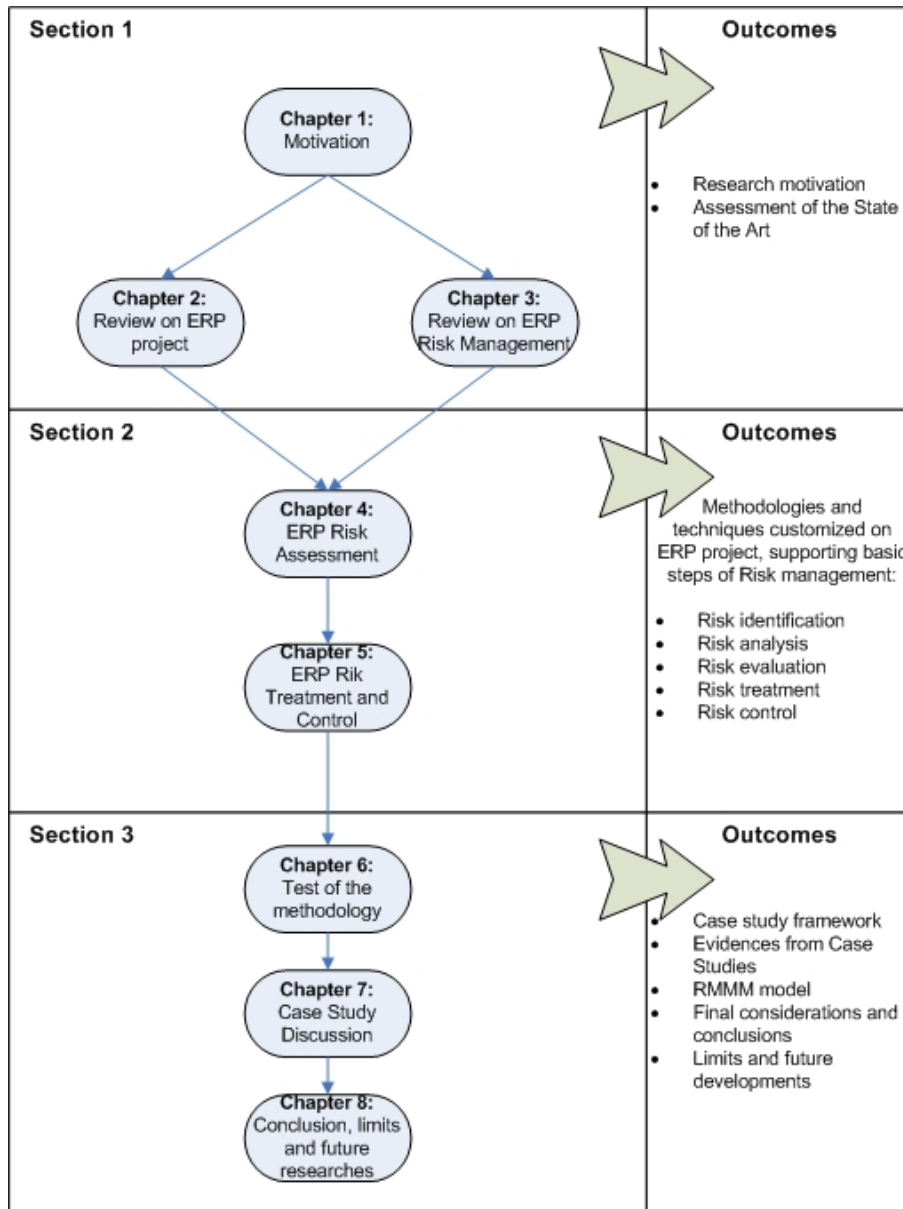 Section 1
Outcomes
Chapter 1:
Motivation
Chapter 2:
Review on ERP
project
Chapter 3:
Review on ERP
Risk Management
• Research motivation
• Assessment of the State
of the Art
Section 2
Outcomes
Chapter 4:
ERP Risk
Assessment
Chapter 5:
ERP Rik
Treatment and
Control
Methodologies and
techniques customized on
ERP project, supporting basic
steps of Risk management:
• Risk identification
• Risk analysis
• Risk evaluation
• Risk treatment
• Risk control
Section 3
Outcomes
Chapter 6:
Test of the
methodology
Chapter 7:
Case Study
Discussion
Chapter 8:
Conclusion, limits
and future
researches
• Case study framework
• Evidences from Case
Studies
• RMMM model
• Final considerations and
conclusions
• Limits and future
developments